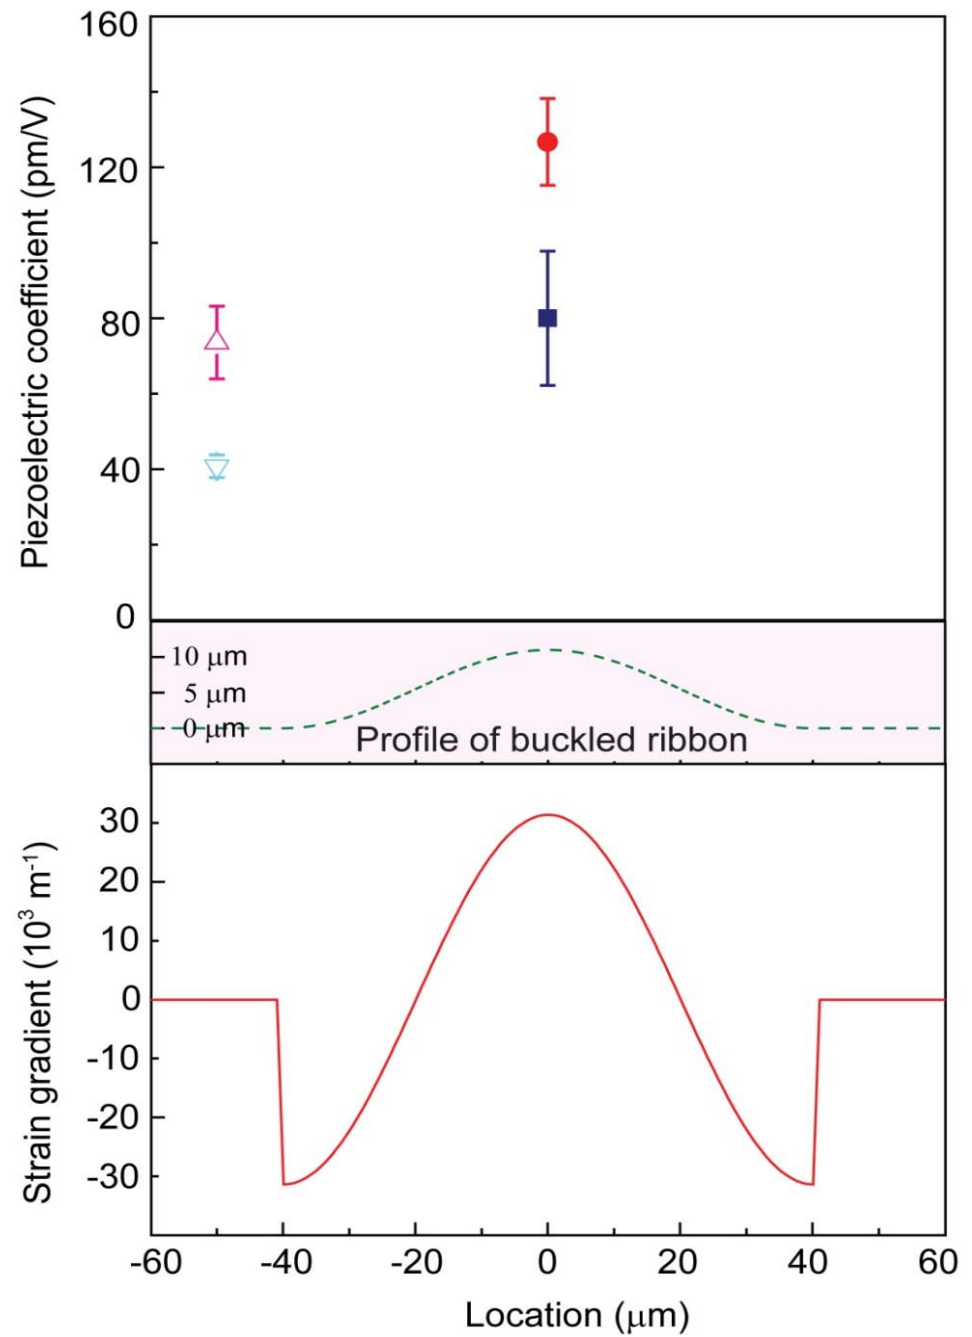 Piezoelectric coefficient (pm/V)
160
120
80
40
0
10 μm
5 μm
0 μm
Profile of buckled ribbon
Strain gradient (10³ m⁻¹)
30
20
10
0
-10
-20
-30
-60 -40 -20 0 20 40 60
Location (μm)